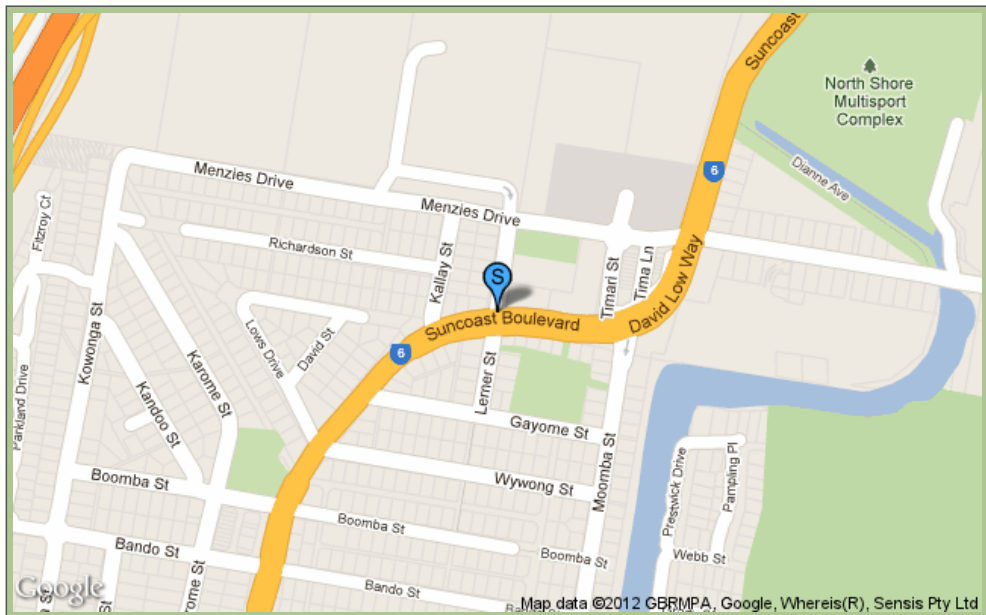 Suncoast
North Shore
Multisport
Complex
Menzies Drive
6
Dianne Ave
Fitzroy Ct
Menzies Drive
Richardson St
Kallay St
Timari St
Tima Ln
David Low Way
S
Suncoast Boulevard
6
Kowonga St
Lows Drive
David St
Lerner St
Parkland Drive
Karome St
Kandoo St
Gayome St
Boomba St
Wywong St
Moomba St
Prestwick Drive
Pampling Pl
Boomba St
Bando St
Boomba St
Webb St
Bando St
rome St
Google
Map data ©2012 GBRMPA, Google, Whereis(R), Sensis Pty Ltd